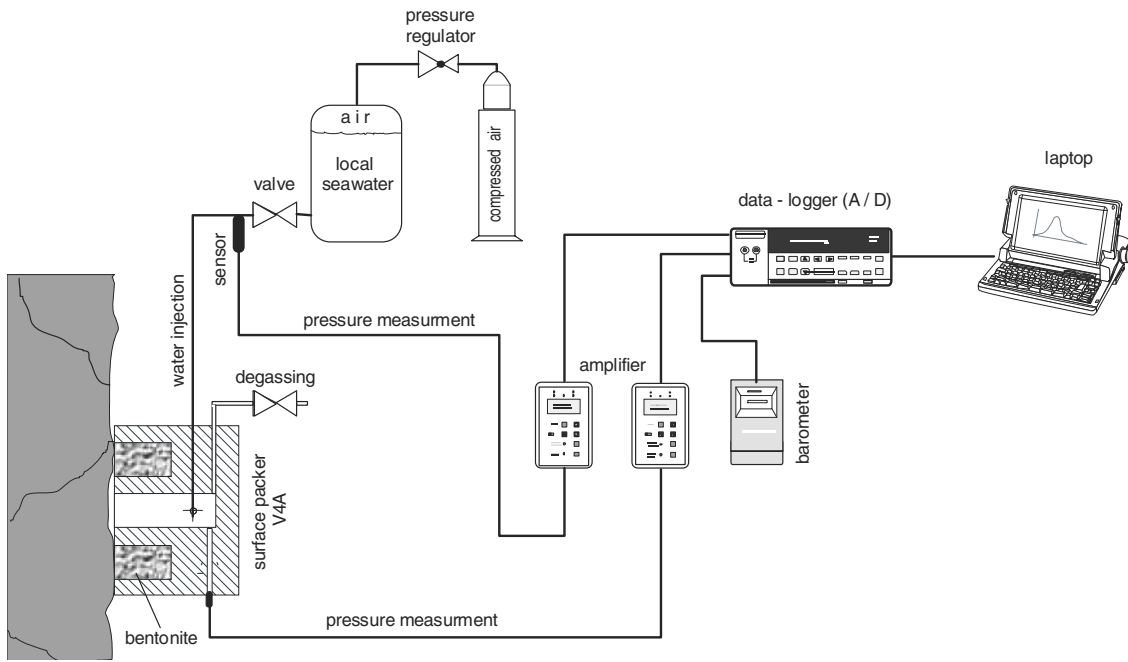 pressure
regulator
a i r
local
seawater
compressed air
valve
sensor
water injection
pressure measurment
degassing
surface packer
V4A
bentonite
pressure measurment
amplifier
barometer
data - logger (A / D)
laptop